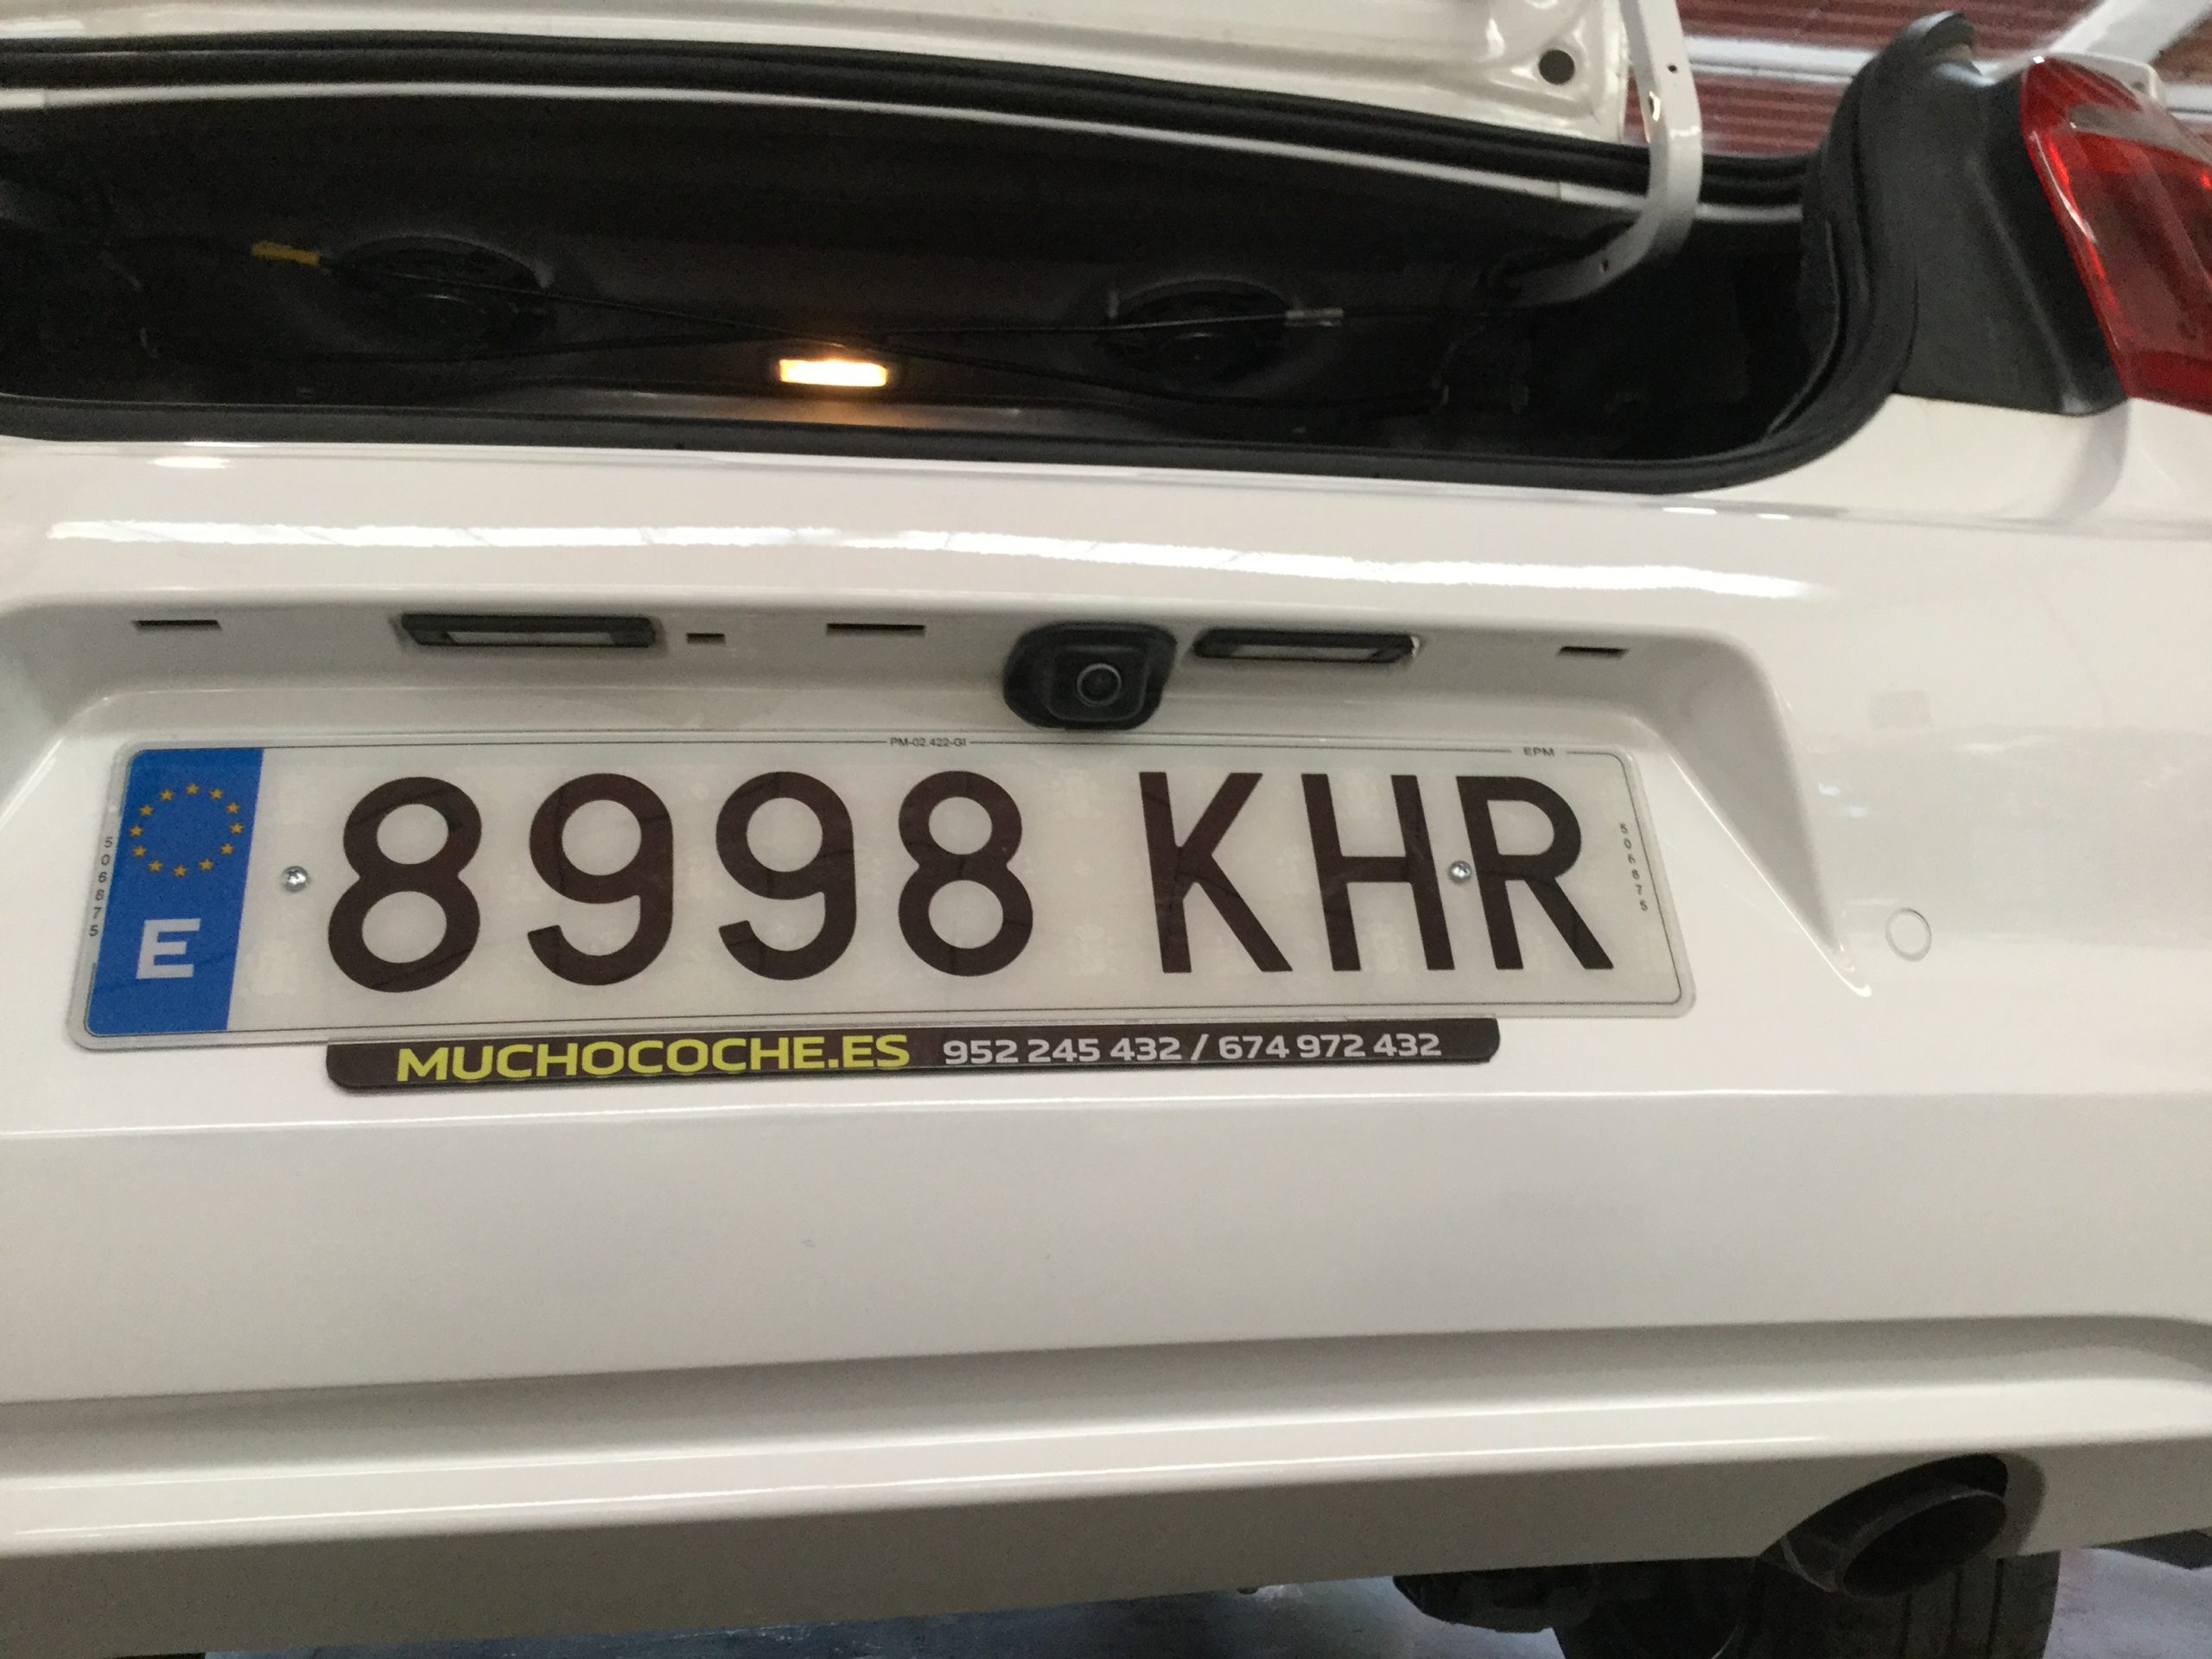 PM-02.422-GI EPM
506875
E
8998 KHR
506875
MUCHOCOCHE.ES 952 245 432 / 674 972 432